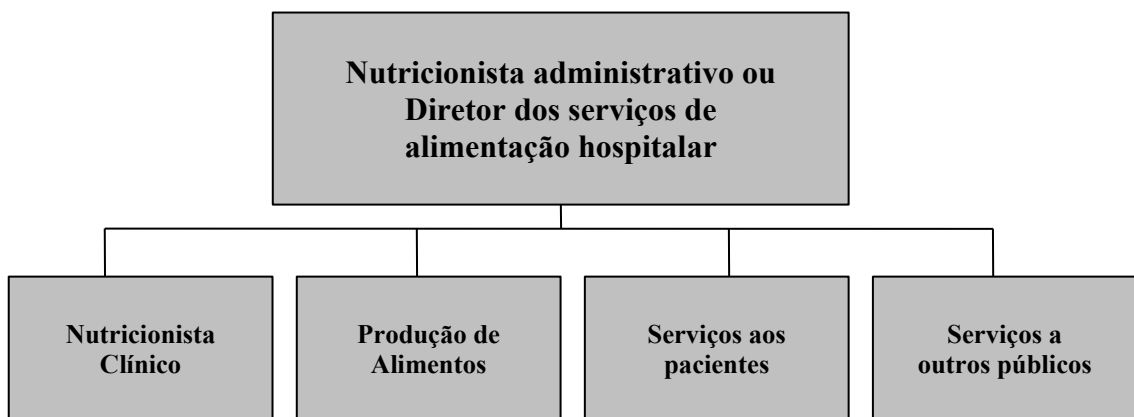 Nutricionista administrativo ou
Diretor dos serviços de
alimentação hospitalar
Nutricionista
Clínico
Produção de
Alimentos
Serviços aos
pacientes
Serviços a
outros públicos